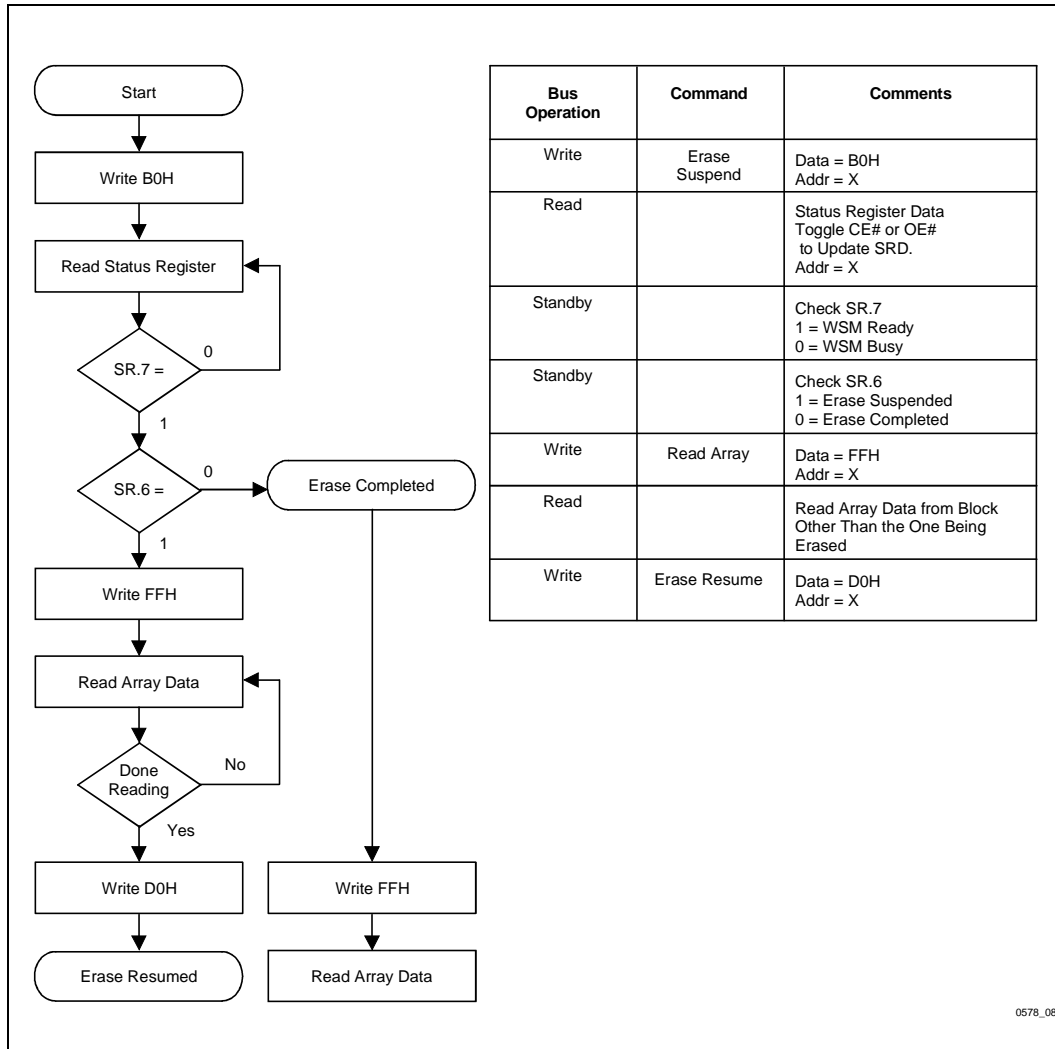 Start
Write B0H
Read Status Register
SR.7 =
0
1
SR.6 =
0
Erase Completed
1
Write FFH
Read Array Data
Done
Reading
No
Yes
Write D0H
Write FFH
Erase Resumed
Read Array Data
Bus
Operation
Command
Comments
Write
Erase
Suspend
Data = B0H
Addr = X
Read
Status Register Data
Toggle CE# or OE#
to Update SRD.
Addr = X
Standby
Check SR.7
1 = WSM Ready
0 = WSM Busy
Standby
Check SR.6
1 = Erase Suspended
0 = Erase Completed
Write
Read Array
Data = FFH
Addr = X
Read
Read Array Data from Block
Other Than the One Being
Erased
Write
Erase Resume
Data = D0H
Addr = X
0578_08